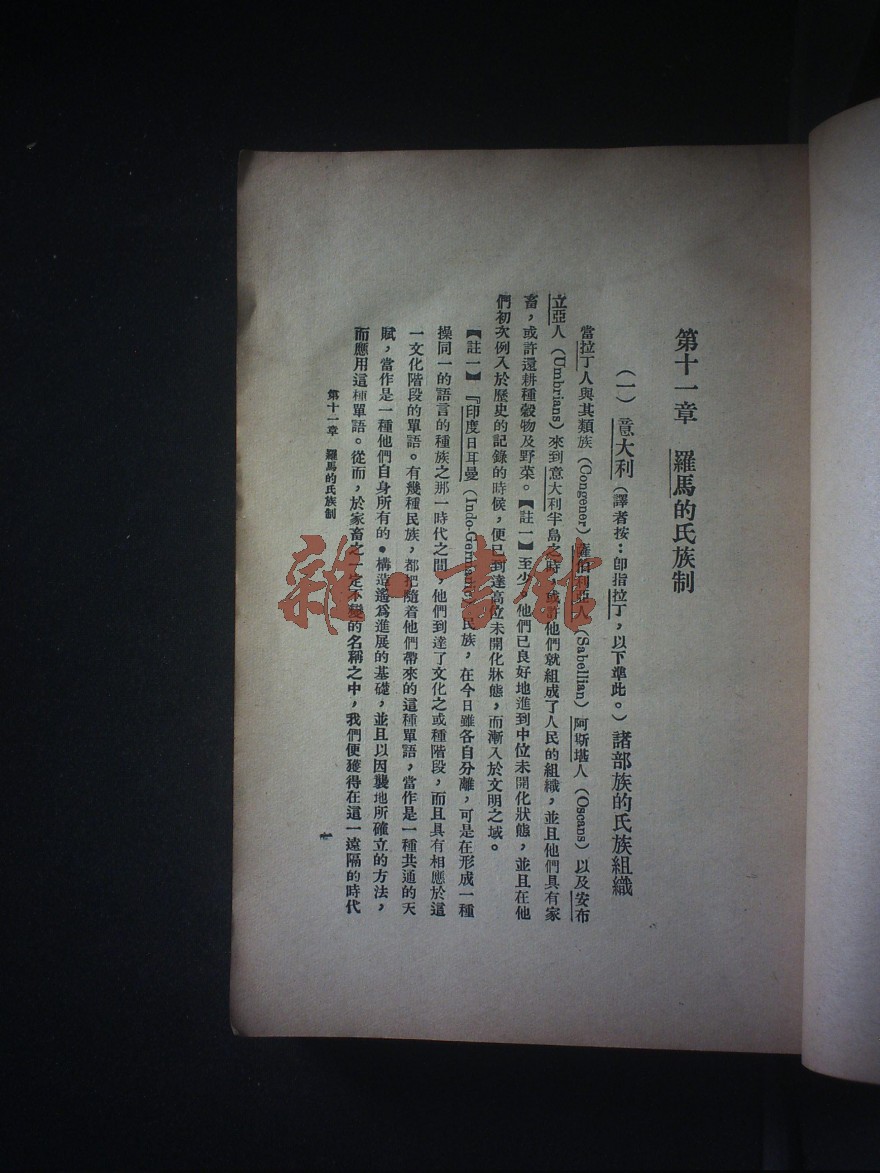 第十一章　羅馬的氏族制
（一）意大利（譯者按：卽指拉丁，以下準此。）諸部族的氏族組織
當拉丁人與其類族（Congener）薩伯利亞人（Sabellian）阿斯堪人（Oscans）以及安布
立亞人（Umbrians）來到意大利半島之時，或許他們就組成了人民的組織，並且他們具有家
畜，或許還耕種穀物及野菜。【註一】至少，他們已良好地進到中位未開化狀態，並且在他
們初次例入於歷史的記錄的時候，便已到達高位未開化狀態，而漸入於文明之域。
【註一】『印度日耳曼（Indo-Germanic）民族，在今日雖各自分離，可是在形成一種
操同一的語言的種族之那一時代之間，他們到達了文化之或種階段，而且具有相應於這
一文化階段的單語。有幾種民族，都把隨着他們帶來的這種單語，當作是一種共通的天
賦，當作是一種他們自身所有的・構造遙爲進展的基礎，並且以因襲地所確立的方法，
而應用這種單語。從而，於家畜之一定不變的名稱之中，我們便獲得在這一遠隔的時代
第十一章　羅馬的氏族制
雜・書館